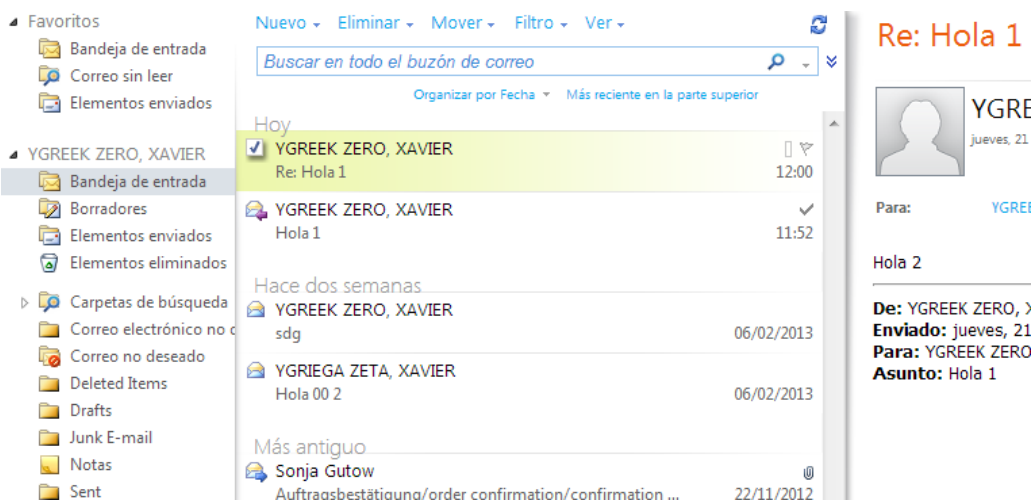 Favoritos
Bandeja de entrada
Correo sin leer
Elementos enviados
YGREEK ZERO, XAVIER
Bandeja de entrada
Borradores
Elementos enviados
Elementos eliminados
Carpetas de búsqueda
Correo electrónico no
Correo no deseado
Deleted Items
Drafts
Junk E-mail
Notas
Sent
Nuevo Eliminar Mover Filtro Ver
Buscar en todo el buzón de correo
Organizar por Fecha Más reciente en la parte superior
Hoy
YGREEK ZERO, XAVIER
Re: Hola 1 12:00
YGREEK ZERO, XAVIER
Hola 1 11:52
Hace dos semanas
YGREEK ZERO, XAVIER
sdg 06/02/2013
YGRIEGA ZETA, XAVIER
Hola 00 2 06/02/2013
Más antiguo
Sonja Gutow
Auftragsbestätigung/order confirmation/confirmation ... 22/11/2012
Re: Hola 1
YGRE
jueves, 21
Para: YGREE
Hola 2
De: YGREEK ZERO, X
Enviado: jueves, 21
Para: YGREEK ZERO
Asunto: Hola 1